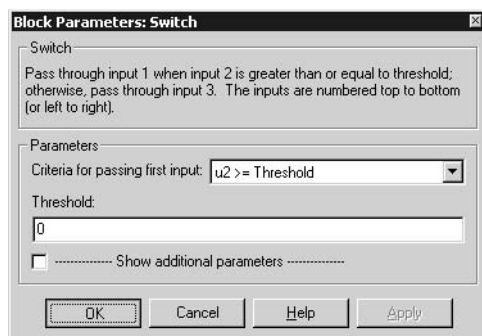 Block Parameters: Switch
Switch
Pass through input 1 when input 2 is greater than or equal to threshold;
otherwise, pass through input 3. The inputs are numbered top to bottom
(or left to right).
Parameters
Criteria for passing first input: u2 >= Threshold
Threshold:
0
-------------- Show additional parameters --------------
OK Cancel Help Apply